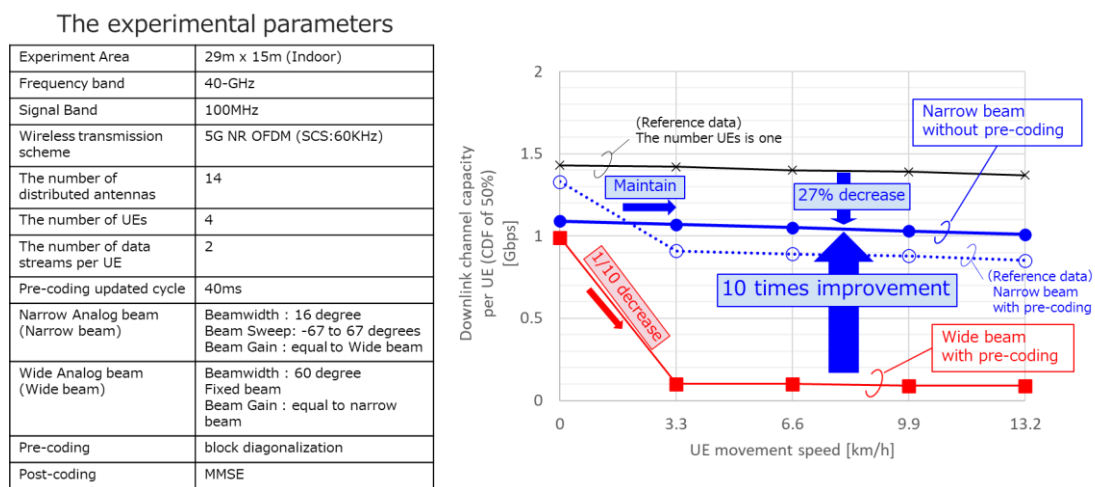 The experimental parameters
Experiment Area
29m x 15m (Indoor)
Frequency band
40-GHz
Signal Band
100MHz
Wireless transmission
scheme
5G NR OFDM (SCS:60KHz)
The number of
distributed antennas
14
The number of UEs
4
The number of data
streams per UE
2
Pre-coding updated cycle
40ms
Narrow Analog beam
(Narrow beam)
Beamwidth : 16 degree
Beam Sweep: -67 to 67 degrees
Beam Gain : equal to Wide beam
Wide Analog beam
(Wide beam)
Beamwidth : 60 degree
Fixed beam
Beam Gain : equal to narrow
beam
Pre-coding
block diagonalization
Post-coding
MMSE
Downlink channel capacity
per UE (CDF of 50%)
[Gbps]
2
1.5
1
0.5
0
(Reference data)
The number UEs is one
Narrow beam
without pre-coding
Maintain
27% decrease
1/10 decrease
10 times improvement
(Reference data)
Narrow beam
with pre-coding
Wide beam
with pre-coding
0
3.3
6.6
9.9
13.2
UE movement speed [km/h]